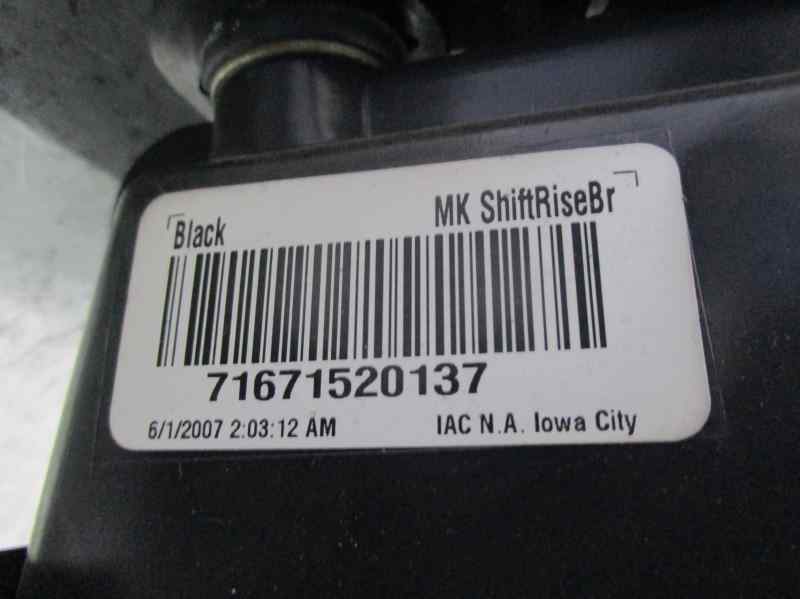 Black MK ShiftRiseBr
71671520137
6/1/2007 2:03:12 AM IAC N.A. Iowa City